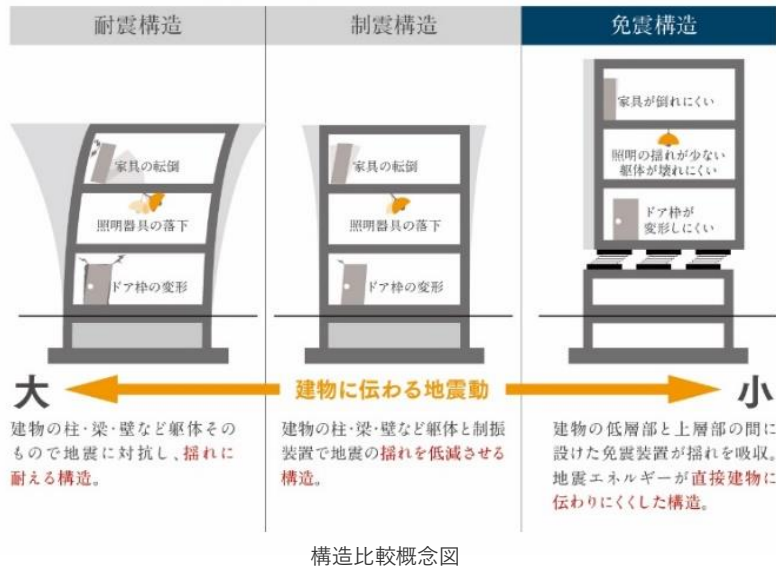 耐震構造
制震構造
免震構造
家具の転倒
照明器具の落下
ドア枠の変形
家具の転倒
照明器具の落下
ドア枠の変形
家具が倒れにくい
照明の揺れが少ない
躯体が壊れにくい
ドア枠が
変形しにくい
大
建物に伝わる地震動
小
建物の柱・梁・壁など躯体その
もので地震に対抗し、揺れに
耐える構造。
建物の柱・梁・壁など躯体と制振
装置で地震の揺れを低減させる
構造。
建物の低層部と上層部の間に
設けた免震装置が揺れを吸収。
地震エネルギーが直接建物に
伝わりにくくした構造。
構造比較概念図